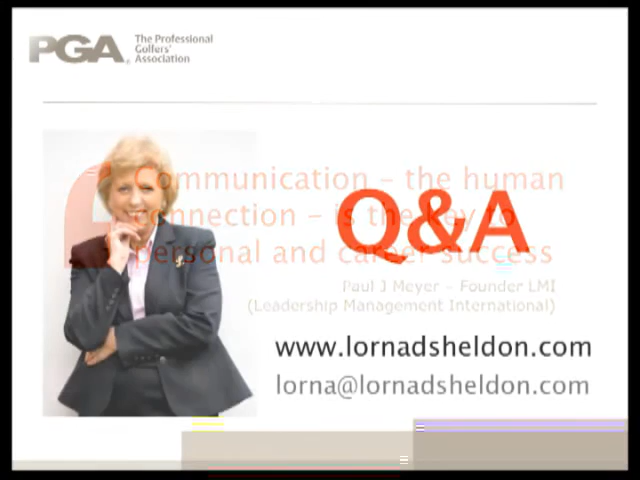 PGA
The Professional
Golfers'
Association
Communication – the human
connection – is the key to
personal and career success
Q&A
Paul J Meyer – Founder LMI
(Leadership Management International)
www.lornadsheldon.com
lorna@lornadsheldon.com